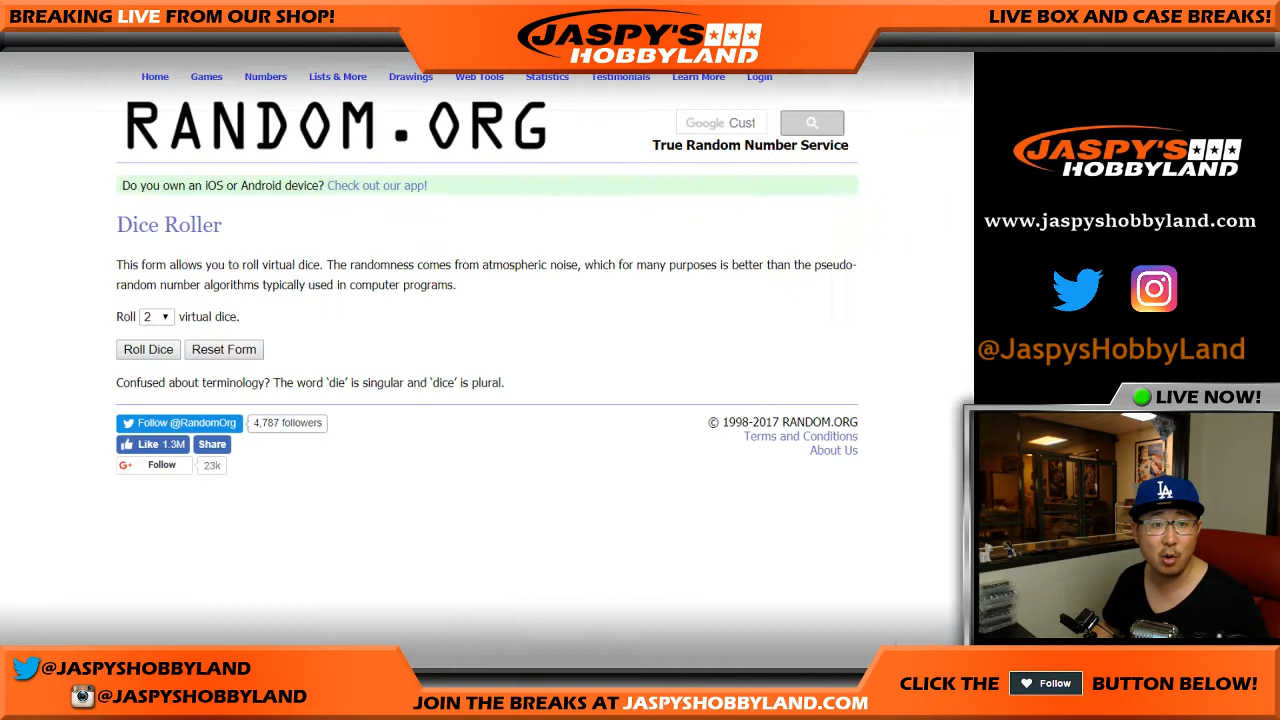 BREAKING LIVE FROM OUR SHOP!
JASPY'S
HOBBYLAND
LIVE BOX AND CASE BREAKS!
Home Games Numbers Lists & More Drawings Web Tools Statistics Testimonials Learn More Login
RANDOM.ORG
Google Cust
True Random Number Service
Do you own an iOS or Android device? Check out our app!
Dice Roller
This form allows you to roll virtual dice. The randomness comes from atmospheric noise, which for many purposes is better than the pseudo-
random number algorithms typically used in computer programs.
Roll 2 virtual dice.
Roll Dice Reset Form
Confused about terminology? The word ‘die’ is singular and ‘dice’ is plural.
Follow @RandomOrg 4,787 followers
Like 1.3M Share
G+ Follow 23k
© 1998-2017 RANDOM.ORG
Terms and Conditions
About Us
JASPY'S
HOBBYLAND
www.jaspyshobbyland.com
@JaspysHobbyLand
LIVE NOW!
LA
@JASPYSHOBBYLAND
@JASPYSHOBBYLAND
JOIN THE BREAKS AT JASPYSHOBBYLAND.COM
CLICK THE Follow BUTTON BELOW!